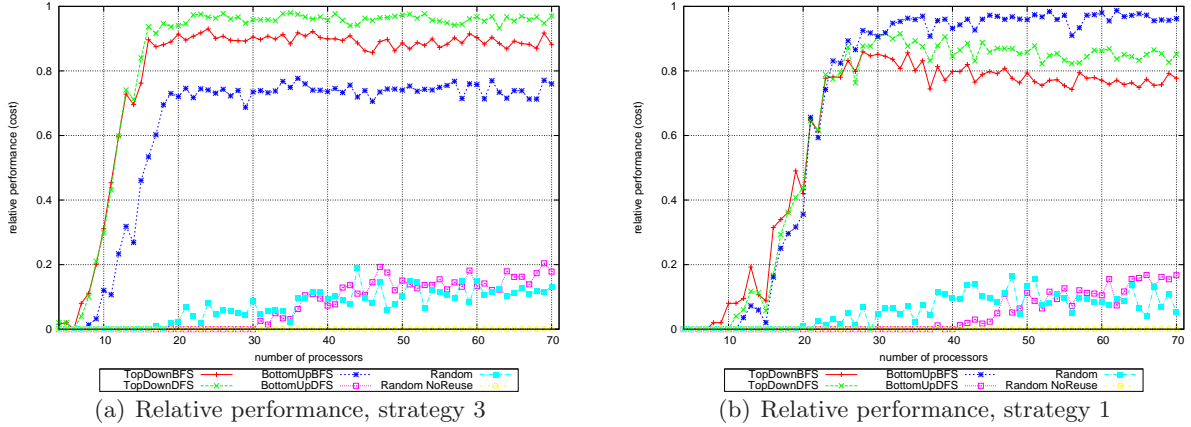 1
0.8
0.6
0.4
0.2
0
relative performance (cost)
10 20 30 40 50 60 70
number of processors
TopDownBFS BottomUpBFS Random
TopDownDFS BottomUpDFS Random NoReuse
(a) Relative performance, strategy 3
1
0.8
0.6
0.4
0.2
0
relative performance (cost)
10 20 30 40 50 60 70
number of processors
TopDownBFS BottomUpBFS Random
TopDownDFS BottomUpDFS Random NoReuse
(b) Relative performance, strategy 1